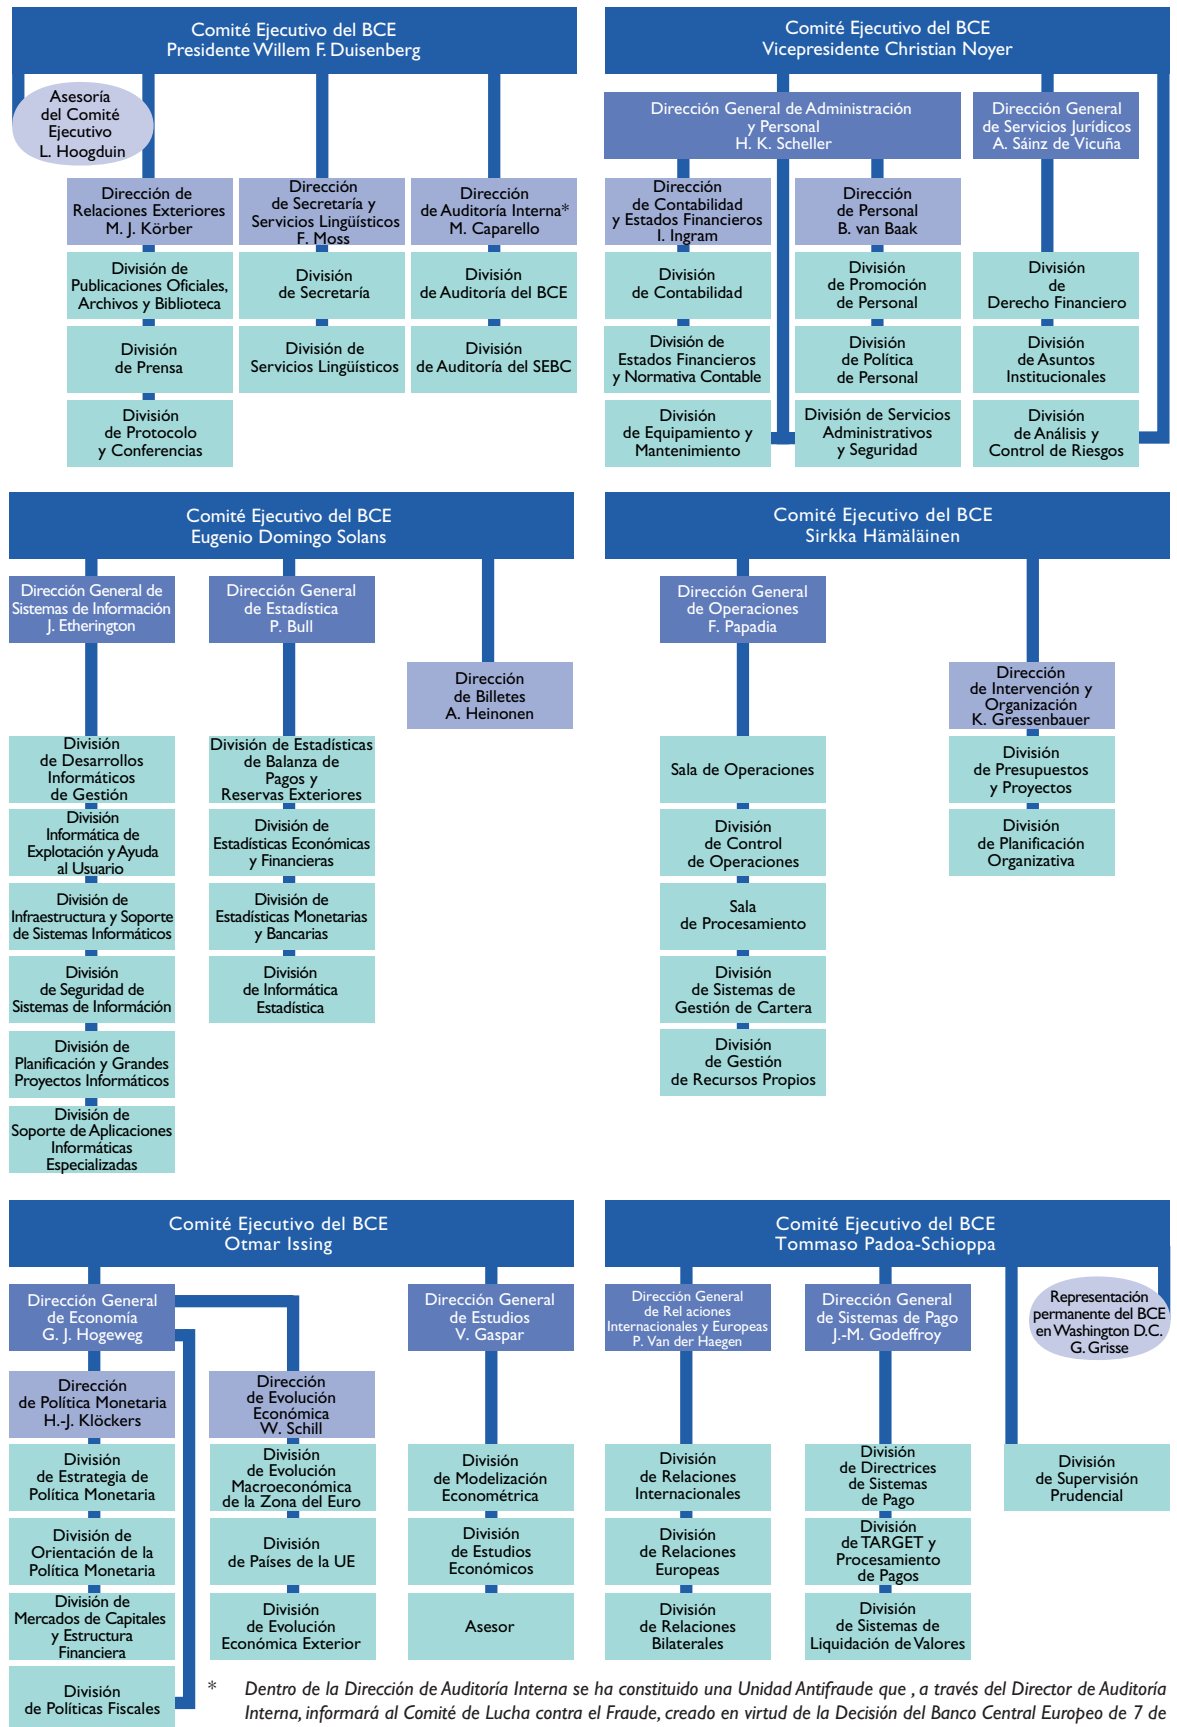 Comité Ejecutivo del BCE
Presidente Willem F. Duisenberg
Asesoría
del Comité
Ejecutivo
L. Hoogduin
Dirección de
Relaciones Exteriores
M. J. Körber
División de
Publicaciones Oficiales,
Archivos y Biblioteca
División
de Prensa
División
de Protocolo
y Conferencias
Dirección
de Secretaría y
Servicios Lingüísticos
F. Moss
División
de Secretaría
División de
Servicios Lingüísticos
Dirección
de Auditoría Interna*
M. Caparello
División
de Auditoría del BCE
División
de Auditoría del SEBC
Comité Ejecutivo del BCE
Vicepresidente Christian Noyer
Dirección General de Administración
y Personal
H. K. Scheller
Dirección
de Contabilidad
y Estados Financieros
I. Ingram
División
de Contabilidad
División de
Estados Financieros
y Normativa Contable
División
de Equipamiento y
Mantenimiento
Dirección
de Personal
B. van Baak
División
de Promoción
de Personal
División
de Política
de Personal
División de Servicios
Administrativos
y Seguridad
Dirección General
de Servicios Jurídicos
A. Sáinz de Vicuña
División
de
Derecho Financiero
División
de Asuntos
Institucionales
División
de Análisis y
Control de Riesgos
Comité Ejecutivo del BCE
Eugenio Domingo Solans
Dirección General de
Sistemas de Información
J. Etherington
División
de Desarrollos
Informáticos
de Gestión
División
Informática de
Explotación y Ayuda
al Usuario
División de
Infraestructura y Soporte
de Sistemas Informáticos
División
de Seguridad de
Sistemas de Információn
División de
Planificación y Grandes
Proyectos Informáticos
División de
Soporte de Aplicaciones
Informáticas
Especializadas
Dirección General
de Estadística
P. Bull
División de Estadísticas
de Balanza de
Pagos y
Reservas Exteriores
División de
Estadísticas Económicas
y Financieras
División de
Estadísticas Monetarias
y Bancarias
División
de Informática
Estadística
Dirección
de Billetes
A. Heinonen
Comité Ejecutivo del BCE
Sirkka Hämäläinen
Dirección General
de Operaciones
F. Papadia
Sala de Operaciones
División
de Control
de Operaciones
Sala
de Procesamiento
División
de Sistemas de
Gestión de Cartera
División
de Gestión
de Recursos Propios
Dirección
de Intervención y
Organización
K. Gressenbauer
División
de Presupuestos
y Proyectos
División
de Planificación
Organizativa
Comité Ejecutivo del BCE
Otmar Issing
Dirección General
de Economía
G. J. Hogeweg
Dirección
de Política Monetaria
H.-J. Klöckers
División
de Estrategia de
Política Monetaria
División de
Orientación de la
Política Monetaria
División de
Mercados de Capitales
y Estructura
Financiera
División
de Políticas Fiscales
Dirección
de Evolución
Económica
W. Schill
División
de Evolución
Macroeconómica
de la Zona del Euro
División
de Países de la UE
División
de Evolución
Económica Exterior
Dirección General
de Estudios
V. Gaspar
División
de Modelización
Econométrica
División
de Estudios
Económicos
Asesor
Comité Ejecutivo del BCE
Tommaso Padoa-Schioppa
Dirección General
de Rel aciones
Internacionales y Europeas
P. Van der Haegen
División
de Relaciones
Internacionales
División
de Relaciones
Europeas
División
de Relaciones
Bilaterales
Dirección General
de Sistemas de Pago
J.-M. Godeffroy
División
de Directrices
de Sistemas
de Pago
División
de TARGET y
Procesamiento
de Pagos
División
de Sistemas de
Liquidación de Valores
Representación
permanente del BCE
en Washington D.C.
G. Grisse
División
de Supervisión
Prudencial
* Dentro de la Dirección de Auditoría Interna se ha constituido una Unidad Antifraude que , a través del Director de Auditoría
Interna, informará al Comité de Lucha contra el Fraude, creado en virtud de la Decisión del Banco Central Europeo de 7 de